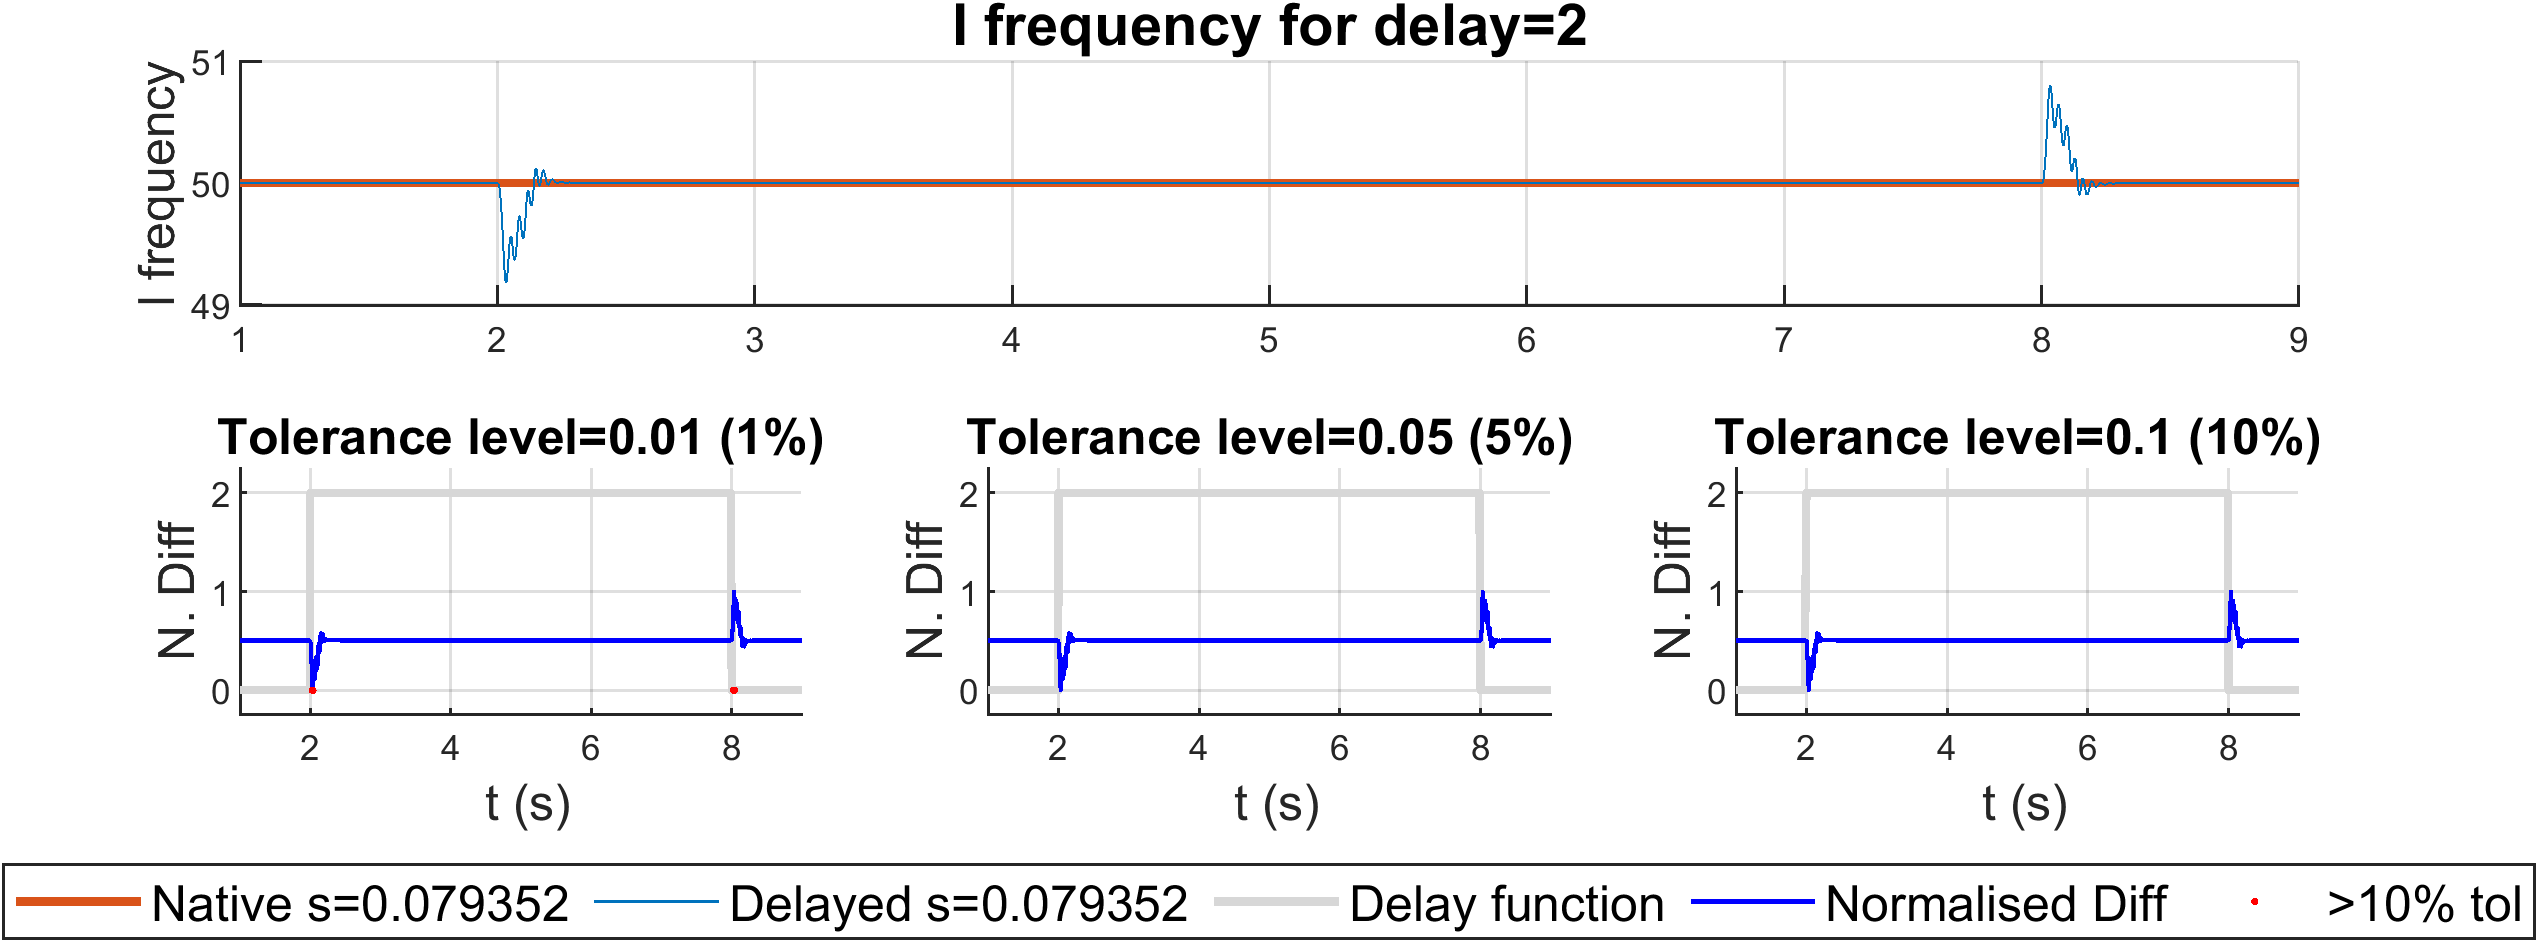 I frequency for delay=2
I frequency
51
50
49
1 2 3 4 5 6 7 8 9
Tolerance level=0.01 (1%)
N. Diff
2
1
0
2 4 6 8
t (s)
Tolerance level=0.05 (5%)
N. Diff
2
1
0
2 4 6 8
t (s)
Tolerance level=0.1 (10%)
N. Diff
2
1
0
2 4 6 8
t (s)
Native s=0.079352 Delayed s=0.079352 Delay function Normalised Diff >10% tol